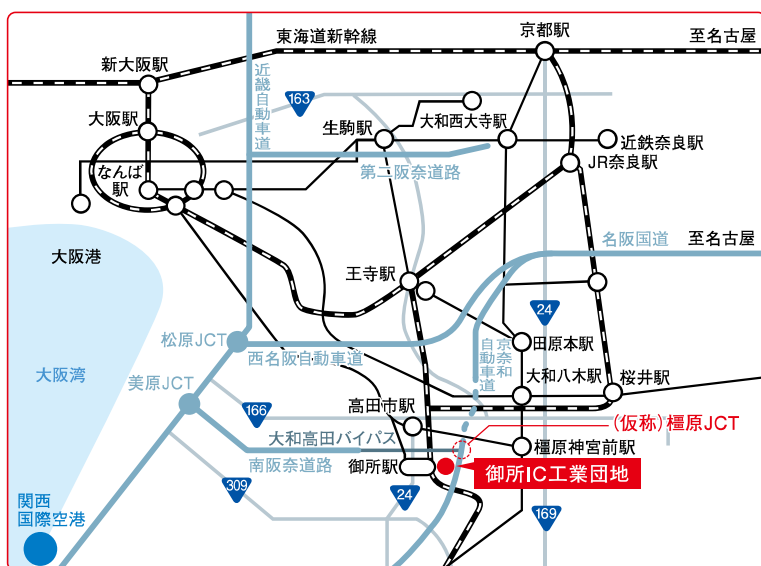 東海道新幹線
京都駅
至名古屋
新大阪駅
近畿自動車道
163
大阪駅
生駒駅
大和西大寺駅
近鉄奈良駅
JR奈良駅
なんば
駅
第二阪奈道路
名阪国道
至名古屋
大阪港
王寺駅
24
松原JCT
西名阪自動車道
京奈和
自動車道
田原本駅
大阪湾
美原JCT
大和八木駅
桜井駅
166
高田市駅
(仮称)橿原JCT
大和高田バイパス
橿原神宮前駅
南阪奈道路
御所駅
御所IC工業団地
309
24
169
関西
国際空港